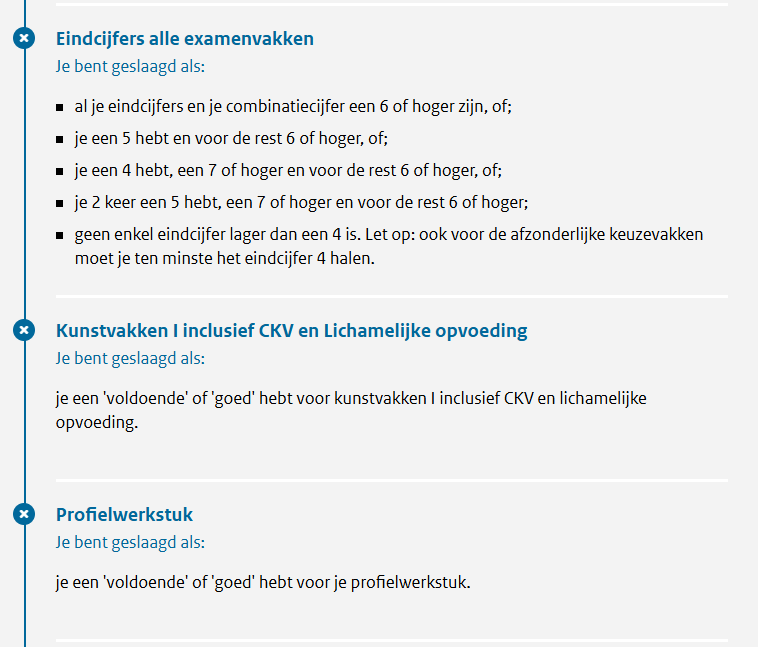 Eindcijfers alle examenvakken
Je bent geslaagd als:
al je eindcijfers en je combinatiecijfer een 6 of hoger zijn, of;
je een 5 hebt en voor de rest 6 of hoger, of;
je een 4 hebt, een 7 of hoger en voor de rest 6 of hoger, of;
je 2 keer een 5 hebt, een 7 of hoger en voor de rest 6 of hoger;
geen enkel eindcijfer lager dan een 4 is. Let op: ook voor de afzonderlijke keuzevakken
moet je ten minste het eindcijfer 4 halen.
Kunstvakken I inclusief CKV en Lichamelijke opvoeding
Je bent geslaagd als:
je een 'voldoende' of 'goed' hebt voor kunstvakken I inclusief CKV en lichamelijke
opvoeding.
Profielwerkstuk
Je bent geslaagd als:
je een 'voldoende' of 'goed' hebt voor je profielwerkstuk.